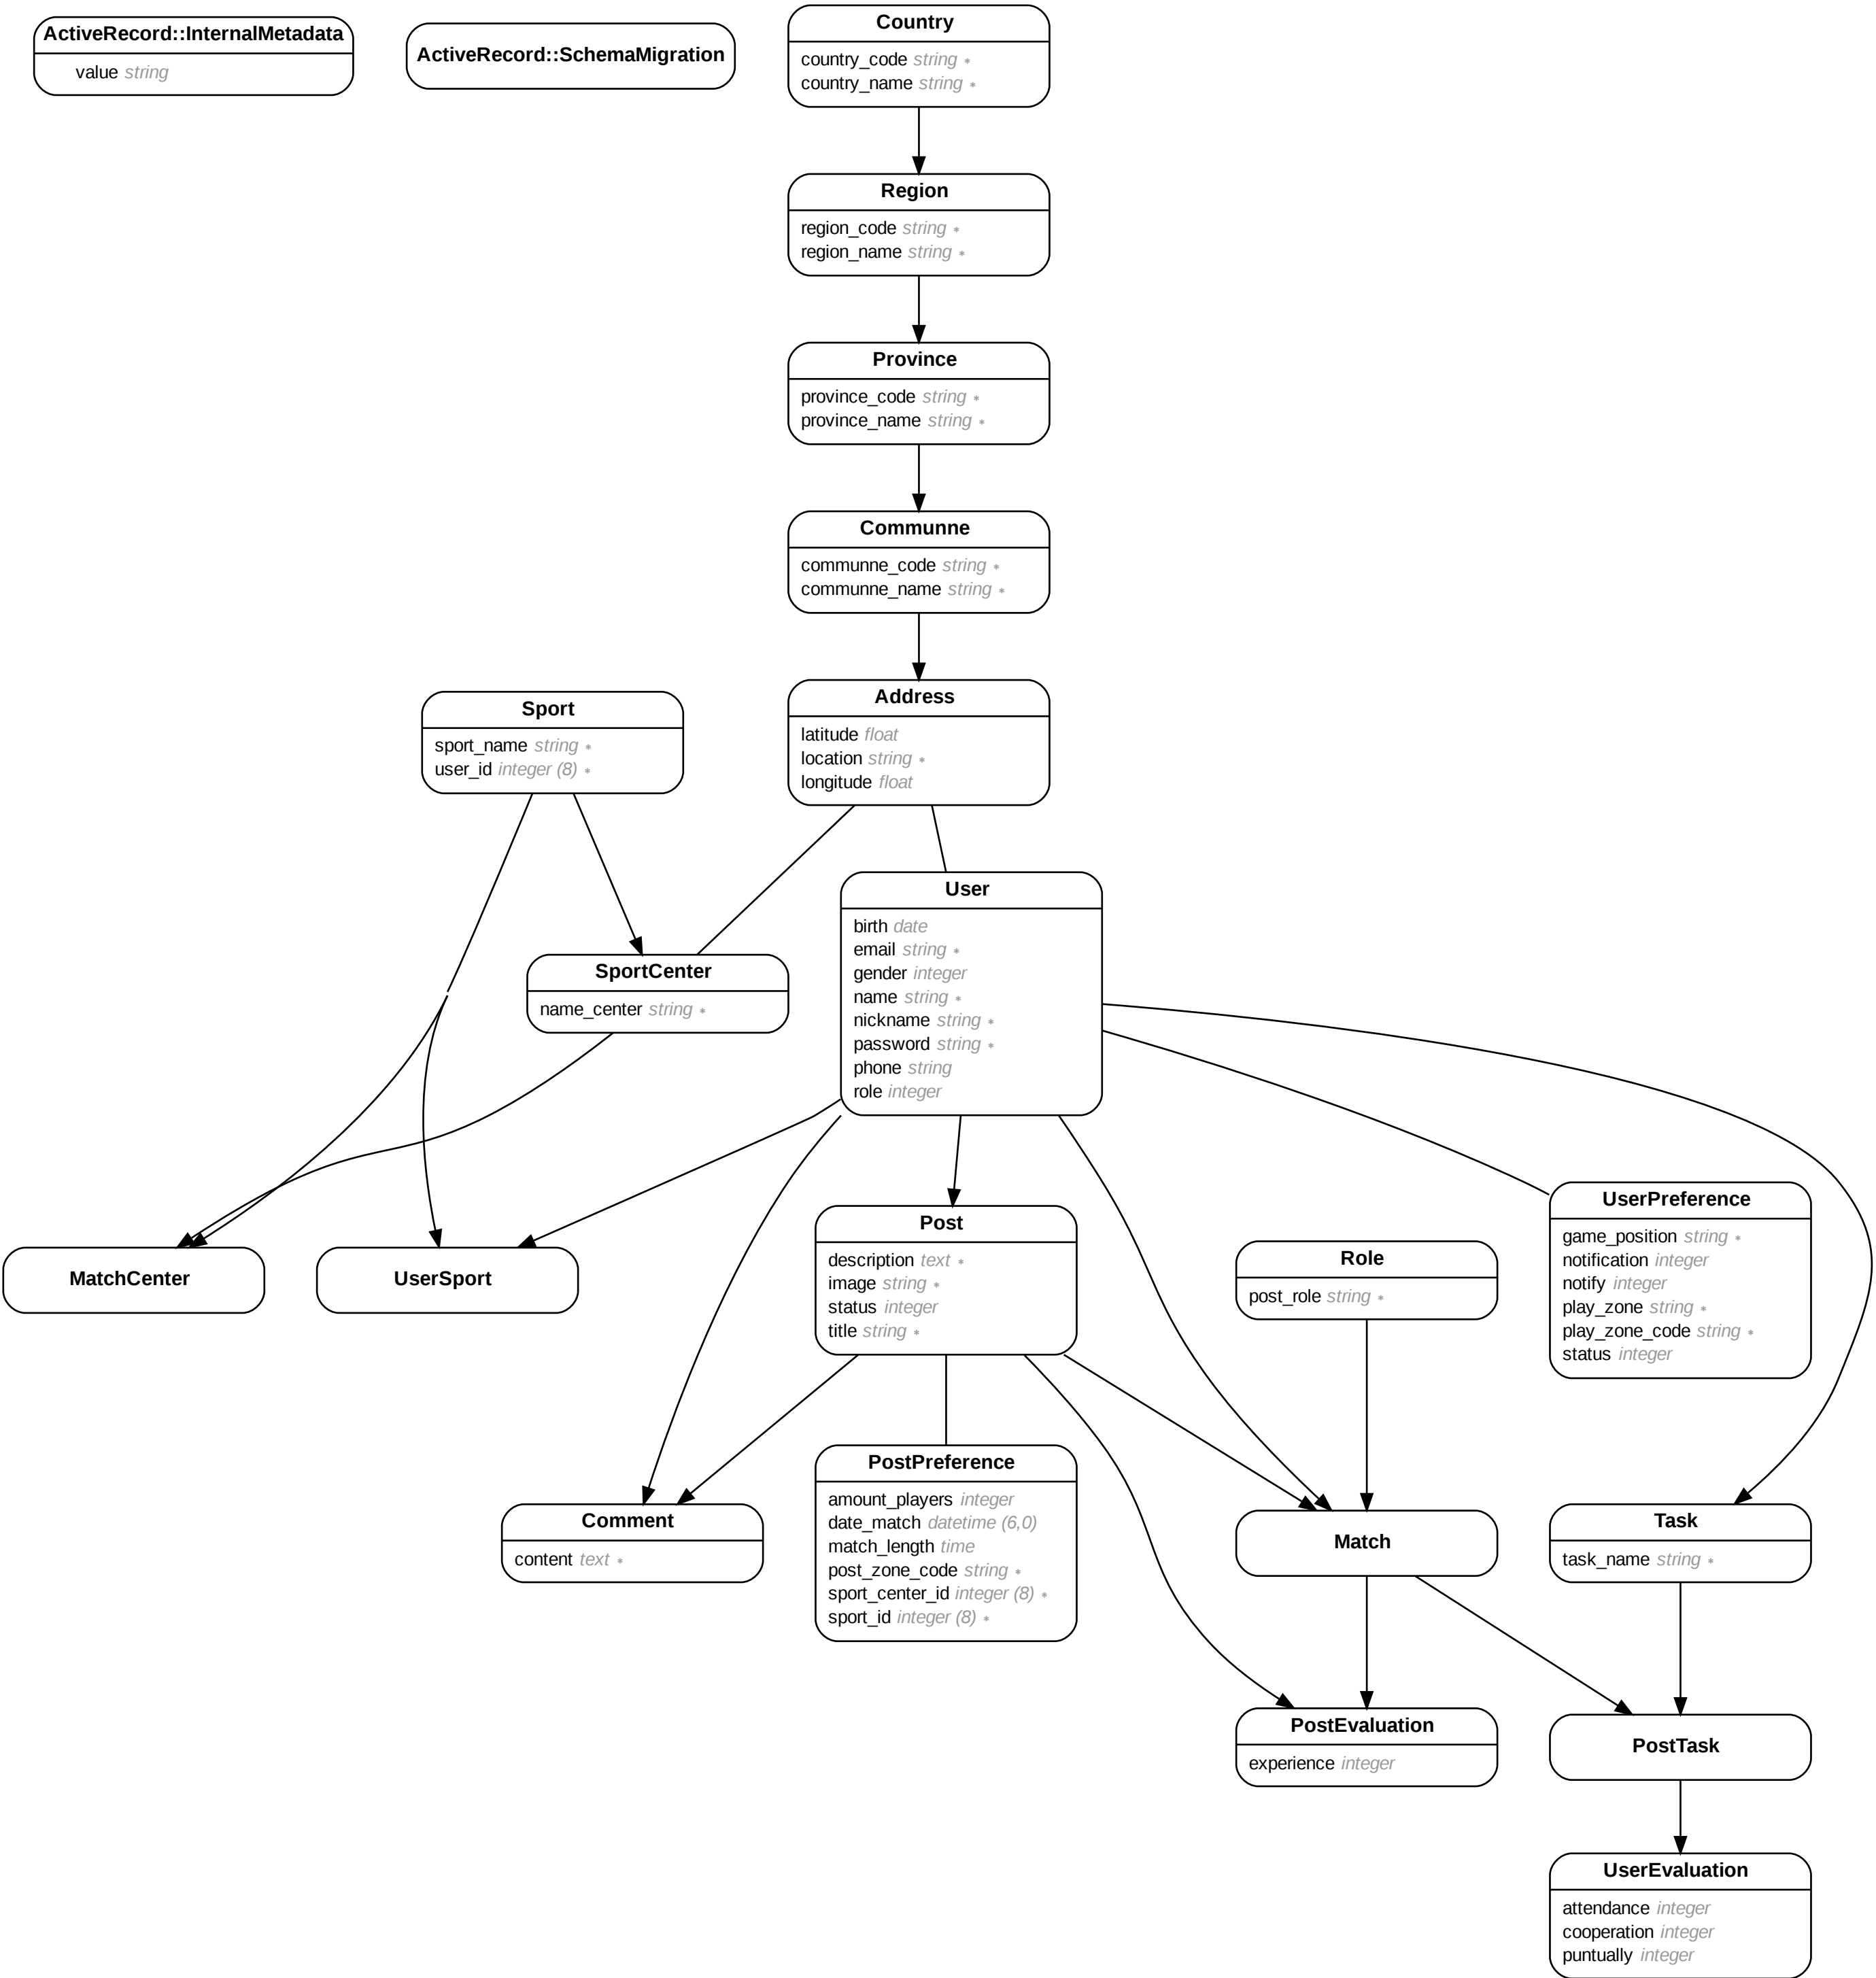 ActiveRecord::InternalMetadata
value string
ActiveRecord::SchemaMigration
Country
country_code string *
country_name string *
Region
region_code string *
region_name string *
Province
province_code string *
province_name string *
Communne
communne_code string *
communne_name string *
Sport
sport_name string *
user_id integer (8) *
Address
latitude float
location string *
longitude float
User
birth date
email string *
gender integer
name string *
nickname string *
password string *
phone string
role integer
SportCenter
name_center string *
MatchCenter
UserSport
Post
description text *
image string *
status integer
title string *
Role
post_role string *
UserPreference
game_position string *
notification integer
notify integer
play_zone string *
play_zone_code string *
status integer
Comment
content text *
PostPreference
amount_players integer
date_match datetime (6,0)
match_length time
post_zone_code string *
sport_center_id integer (8) *
sport_id integer (8) *
Match
Task
task_name string *
PostEvaluation
experience integer
PostTask
UserEvaluation
attendance integer
cooperation integer
puntually integer